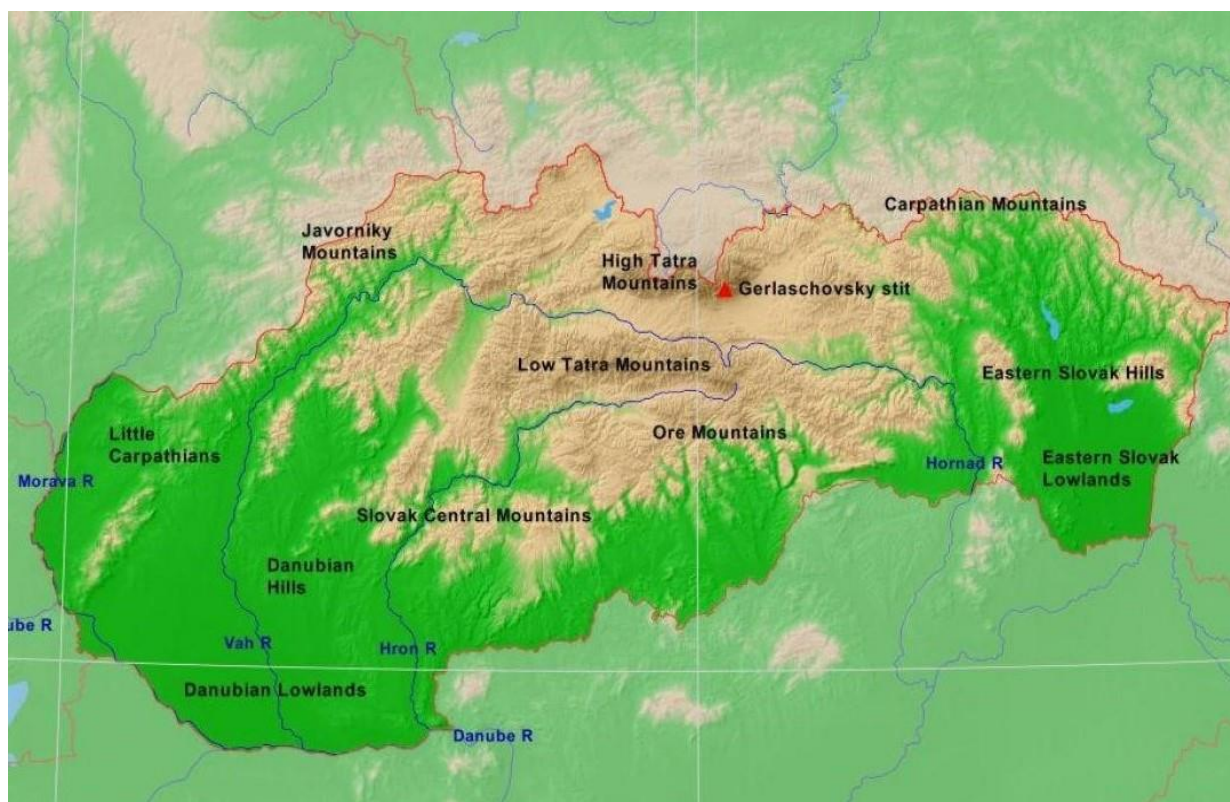 Carpathian Mountains
Javorniky
Mountains
High Tatra
Mountains
Gerlaschovsky stit
Low Tatra Mountains
Eastern Slovak Hills
Little
Carpathians
Ore Mountains
Morava R
Hornad R
Eastern Slovak
Lowlands
Slovak Central Mountains
Danubian
Hills
ube R
Vah R
Hron R
Danubian Lowlands
Danube R